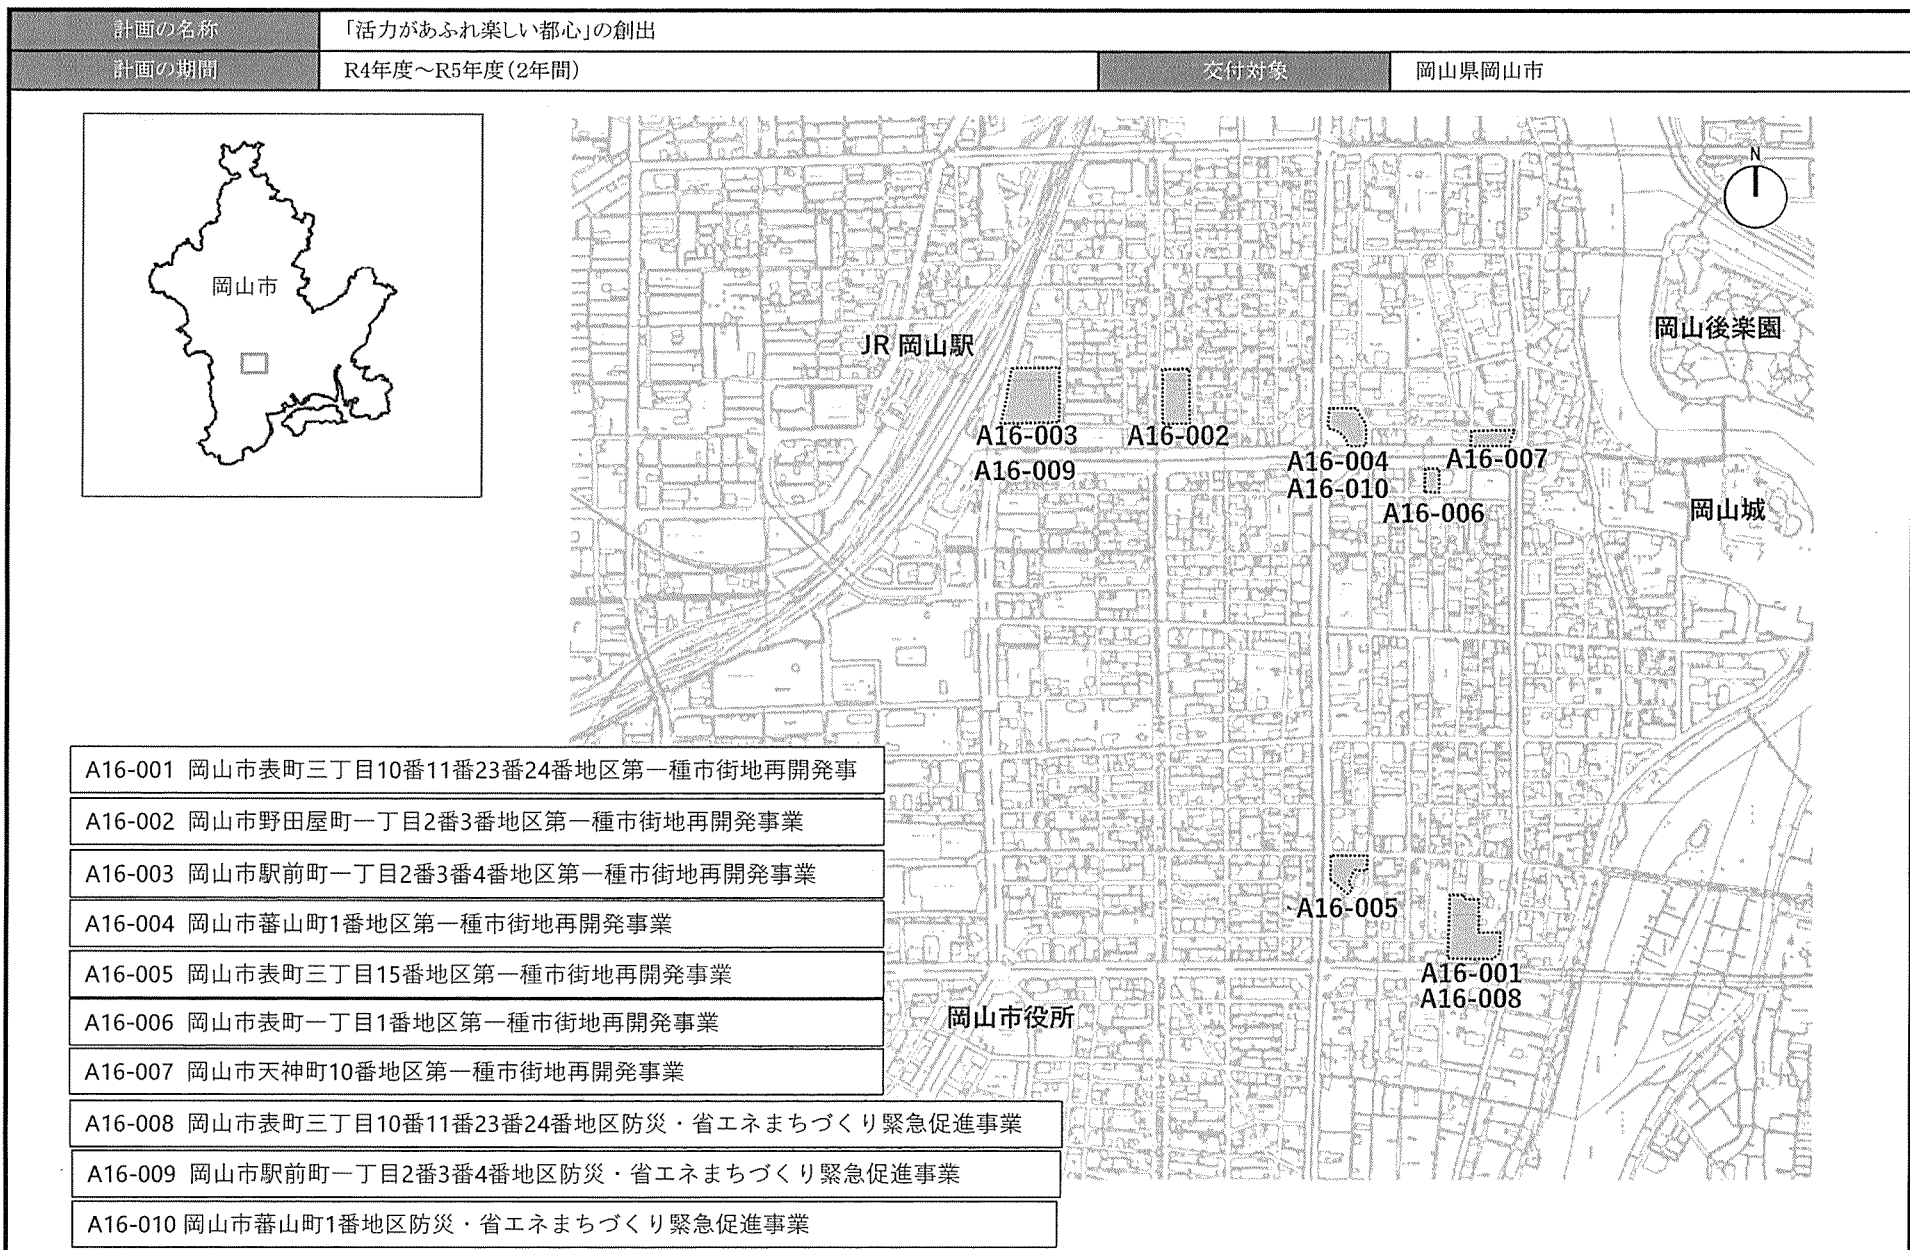 計画の名称 「活力があふれ楽しい都心」の創出
計画の期間 R4年度～R5年度(2年間) 交付対象 岡山県岡山市
岡山市
N
JR 岡山駅
岡山後楽園
A16-003
A16-009
A16-002
A16-004
A16-010
A16-007
A16-006
岡山城
A16-005
A16-001
A16-008
岡山市役所
A16-001 岡山市表町三丁目10番11番23番24番地区第一種市街地再開発事
A16-002 岡山市野田屋町一丁目2番3番地区第一種市街地再開発事業
A16-003 岡山市駅前町一丁目2番3番4番地区第一種市街地再開発事業
A16-004 岡山市蕃山町1番地区第一種市街地再開発事業
A16-005 岡山市表町三丁目15番地区第一種市街地再開発事業
A16-006 岡山市表町一丁目1番地区第一種市街地再開発事業
A16-007 岡山市天神町10番地区第一種市街地再開発事業
A16-008 岡山市表町三丁目10番11番23番24番地区防災・省エネまちづくり緊急促進事業
A16-009 岡山市駅前町一丁目2番3番4番地区防災・省エネまちづくり緊急促進事業
A16-010 岡山市蕃山町1番地区防災・省エネまちづくり緊急促進事業